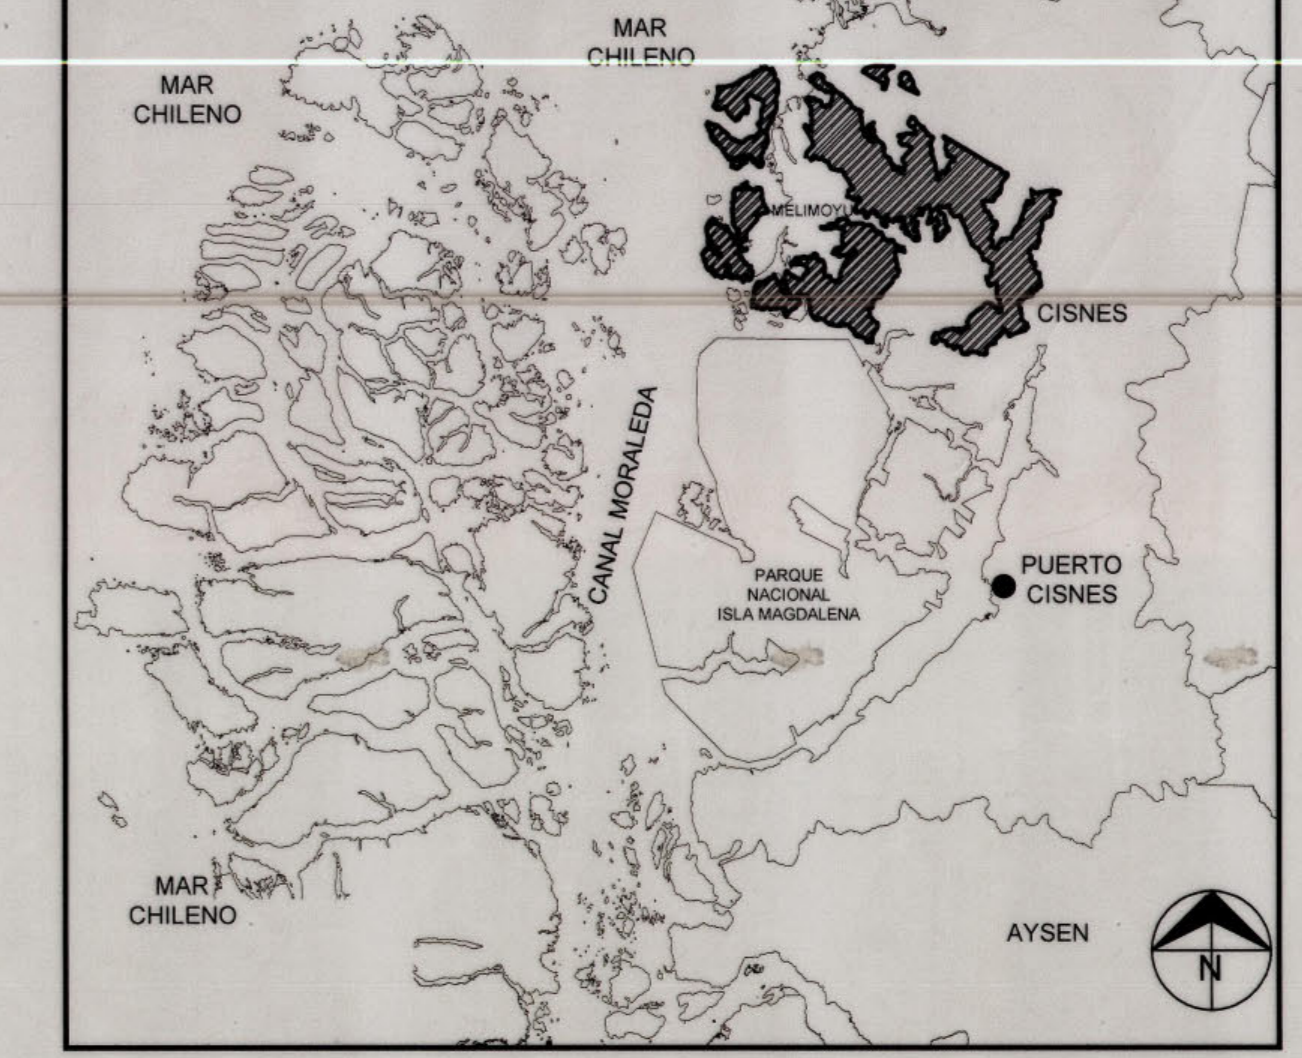 MAR
CHILENO
MAR
CHILENO
MELIMOYU
CISNES
CANAL MORALEDA
PUERTO
CISNES
PARQUE
NACIONAL
ISLA MAGDALENA
MAR
CHILENO
AYSEN
N